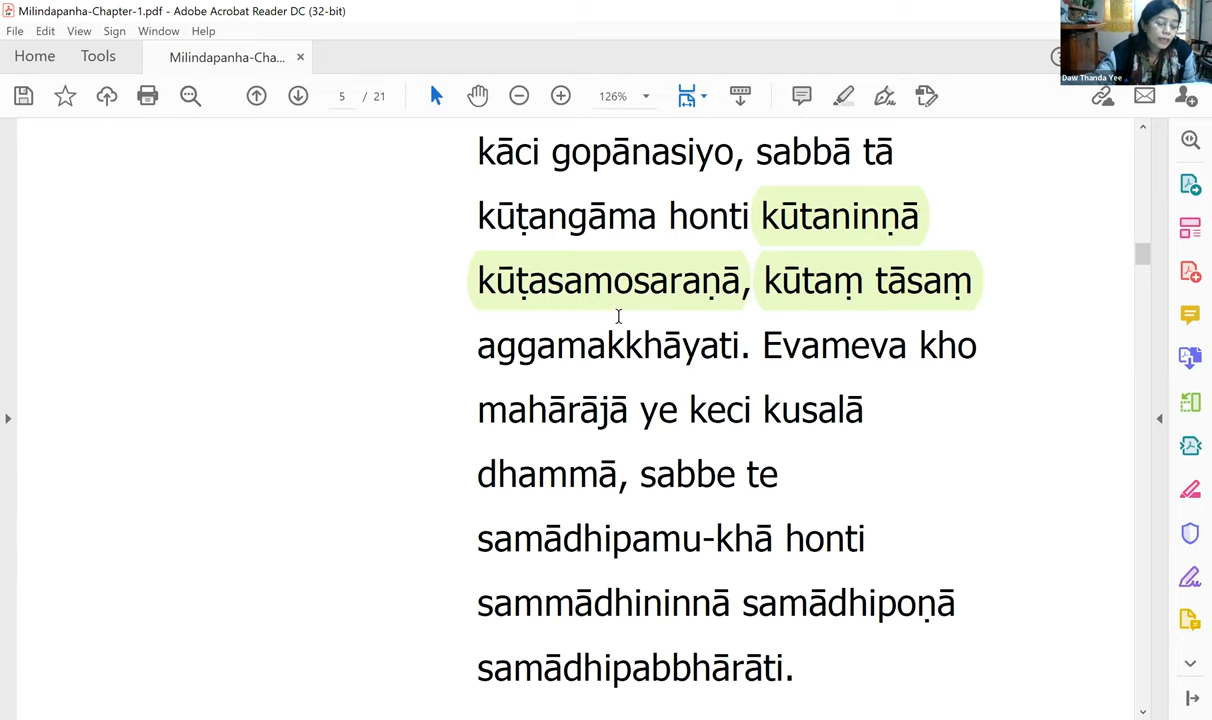 Milindapanha-Chapter-1.pdf - Adobe Acrobat Reader DC (32-bit)
File Edit View Sign Window Help
Home Tools Milindapanha-Cha... ×
5 / 21 126%
Daw Thanda Yee
kāci gopānasiyo, sabbā tā
kūṭangāma honti kūtaninṇā
kūṭasamosaraṇā, kūtaṃ tāsaṃ
aggamakkhāyati. Evameva kho
mahārājā ye keci kusalā
dhammā, sabbe te
samādhipamu-khā honti
sammādhininnā samādhipoṇā
samādhipabbhārāti.